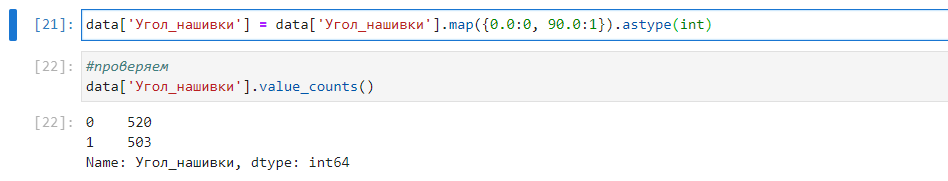 [21]: data['Угол_нашивки'] = data['Угол_нашивки'].map({0.0:0, 90.0:1}).astype(int)
[22]: #проверяем
data['Угол_нашивки'].value_counts()
[22]: 0    520
1    503
Name: Угол_нашивки, dtype: int64